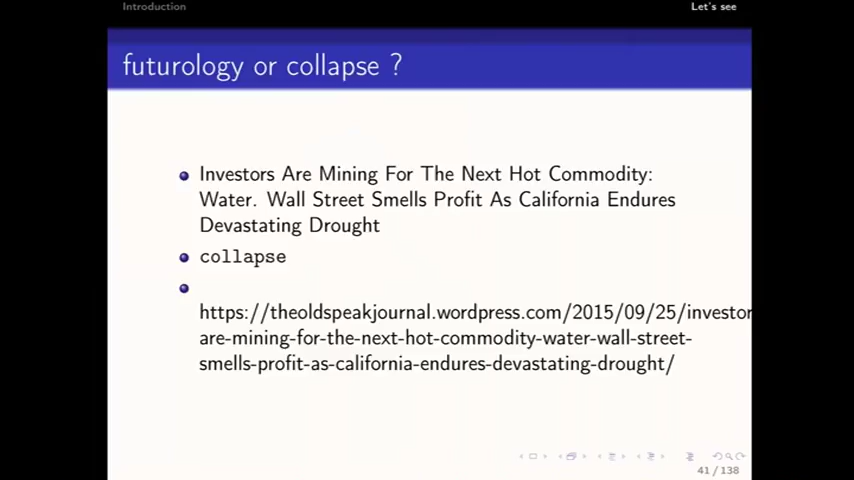 Introduction
Let's see
futurology or collapse ?
Investors Are Mining For The Next Hot Commodity:
Water. Wall Street Smells Profit As California Endures
Devastating Drought
collapse
https://theoldspeakjournal.wordpress.com/2015/09/25/investor
are-mining-for-the-next-hot-commodity-water-wall-street-
smells-profit-as-california-endures-devastating-drought/
41 / 138